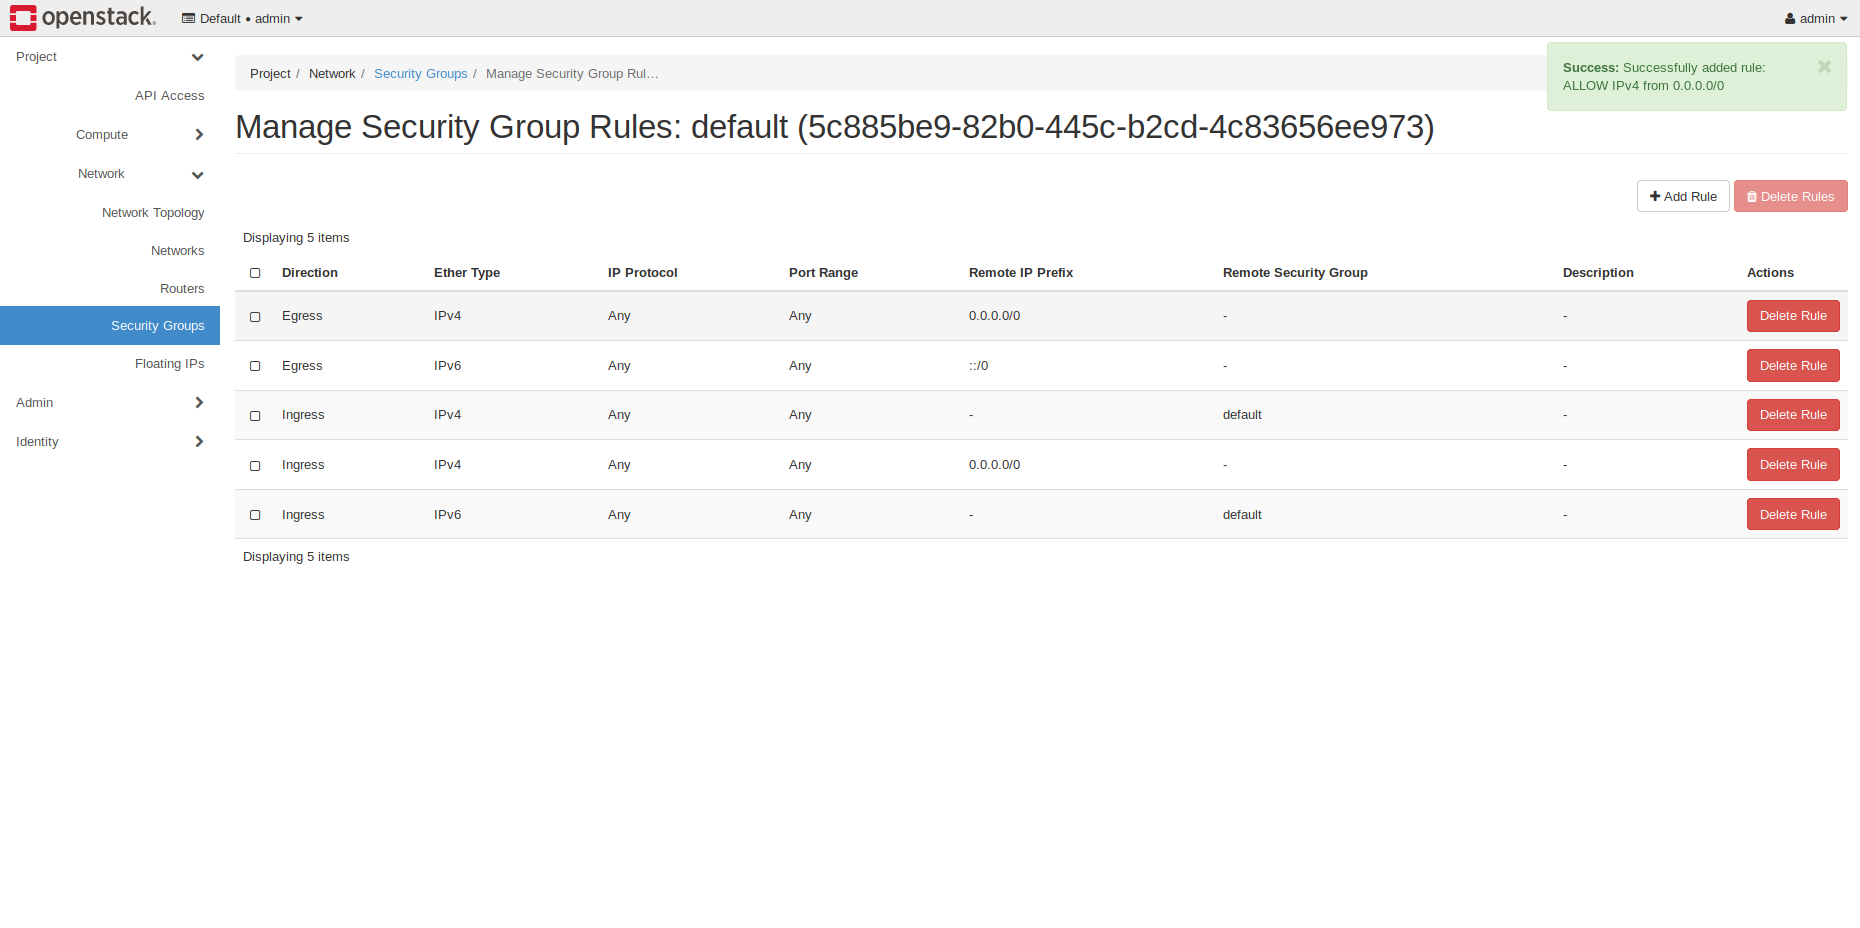 openstack. Default • admin admin
Project
API Access
Compute
Network
Network Topology
Networks
Routers
Security Groups
Floating IPs
Admin
Identity
Project / Network / Security Groups / Manage Security Group Rul…
Success: Successfully added rule:
ALLOW IPv4 from 0.0.0.0/0
Manage Security Group Rules: default (5c885be9-82b0-445c-b2cd-4c83656ee973)
Add Rule Delete Rules
Displaying 5 items
Direction Ether Type IP Protocol Port Range Remote IP Prefix Remote Security Group Description Actions
Egress IPv4 Any Any 0.0.0.0/0 - - Delete Rule
Egress IPv6 Any Any ::/0 - - Delete Rule
Ingress IPv4 Any Any - default - Delete Rule
Ingress IPv4 Any Any 0.0.0.0/0 - - Delete Rule
Ingress IPv6 Any Any - default - Delete Rule
Displaying 5 items